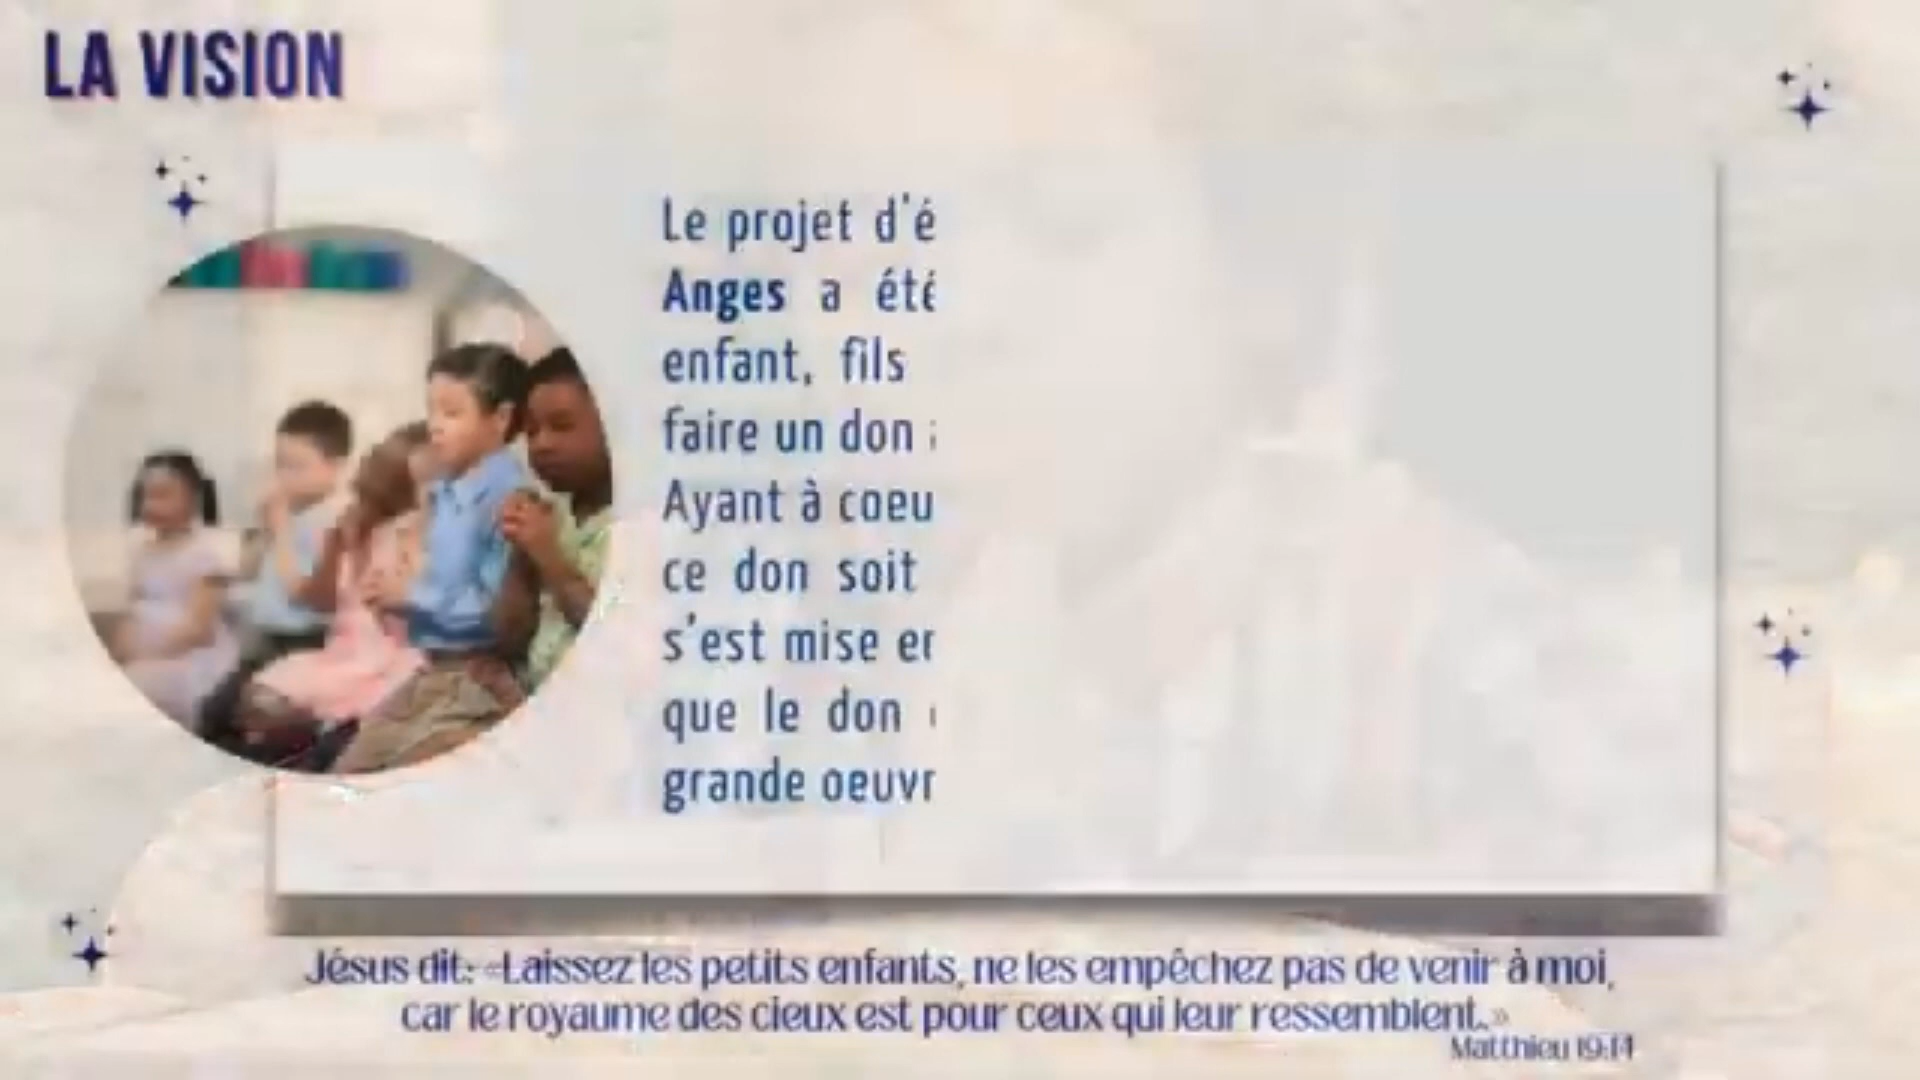 LA VISION
Le projet d'é
Anges a été
enfant, fils
faire un don
Ayant à coeu
ce don soit
s'est mise er
que le don
grande oeuvr
Jésus dit: «Laissez les petits enfants, ne les empêchez pas de venir à moi,
car le royaume des cieux est pour ceux qui leur ressemblent.»
Matthieu 19:14